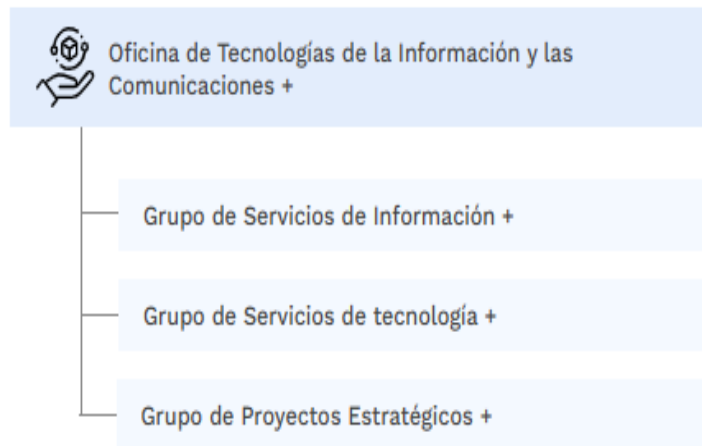 Oficina de Tecnologías de la Información y las
Comunicaciones +
Grupo de Servicios de Información +
Grupo de Servicios de tecnología +
Grupo de Proyectos Estratégicos +